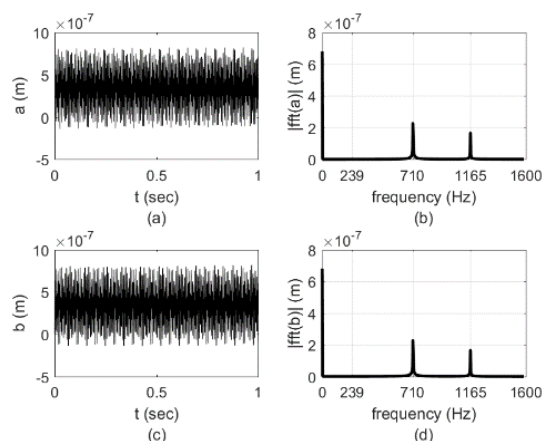 ×10⁻⁷
10
5
0
-5
a (m)
0 0.5 1
t (sec)
(a)
×10⁻⁷
8
6
4
2
0
|fft(a)| (m)
0 239 710 1165 1600
frequency (Hz)
(b)
×10⁻⁷
10
5
0
-5
b (m)
0 0.5 1
t (sec)
(c)
×10⁻⁷
8
6
4
2
0
|fft(b)| (m)
0 239 710 1165 1600
frequency (Hz)
(d)